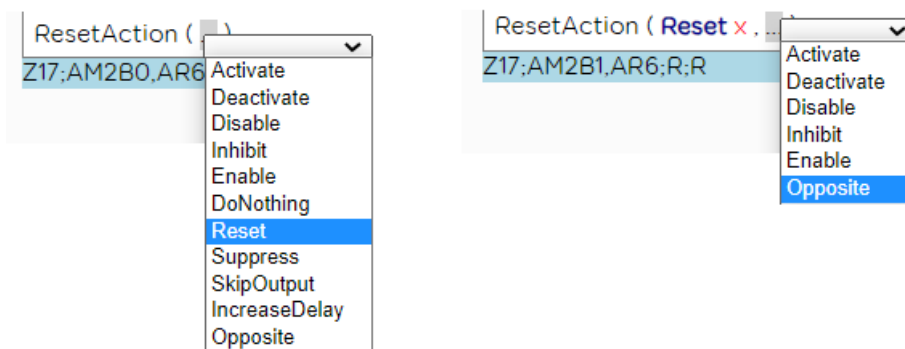 ResetAction ( ... )
Z17;AM2B0,AR6
Activate
Deactivate
Disable
Inhibit
Enable
DoNothing
Reset
Suppress
SkipOutput
IncreaseDelay
Opposite
ResetAction ( Reset x , ... )
Z17;AM2B1,AR6;R;R
Activate
Deactivate
Disable
Inhibit
Enable
Opposite